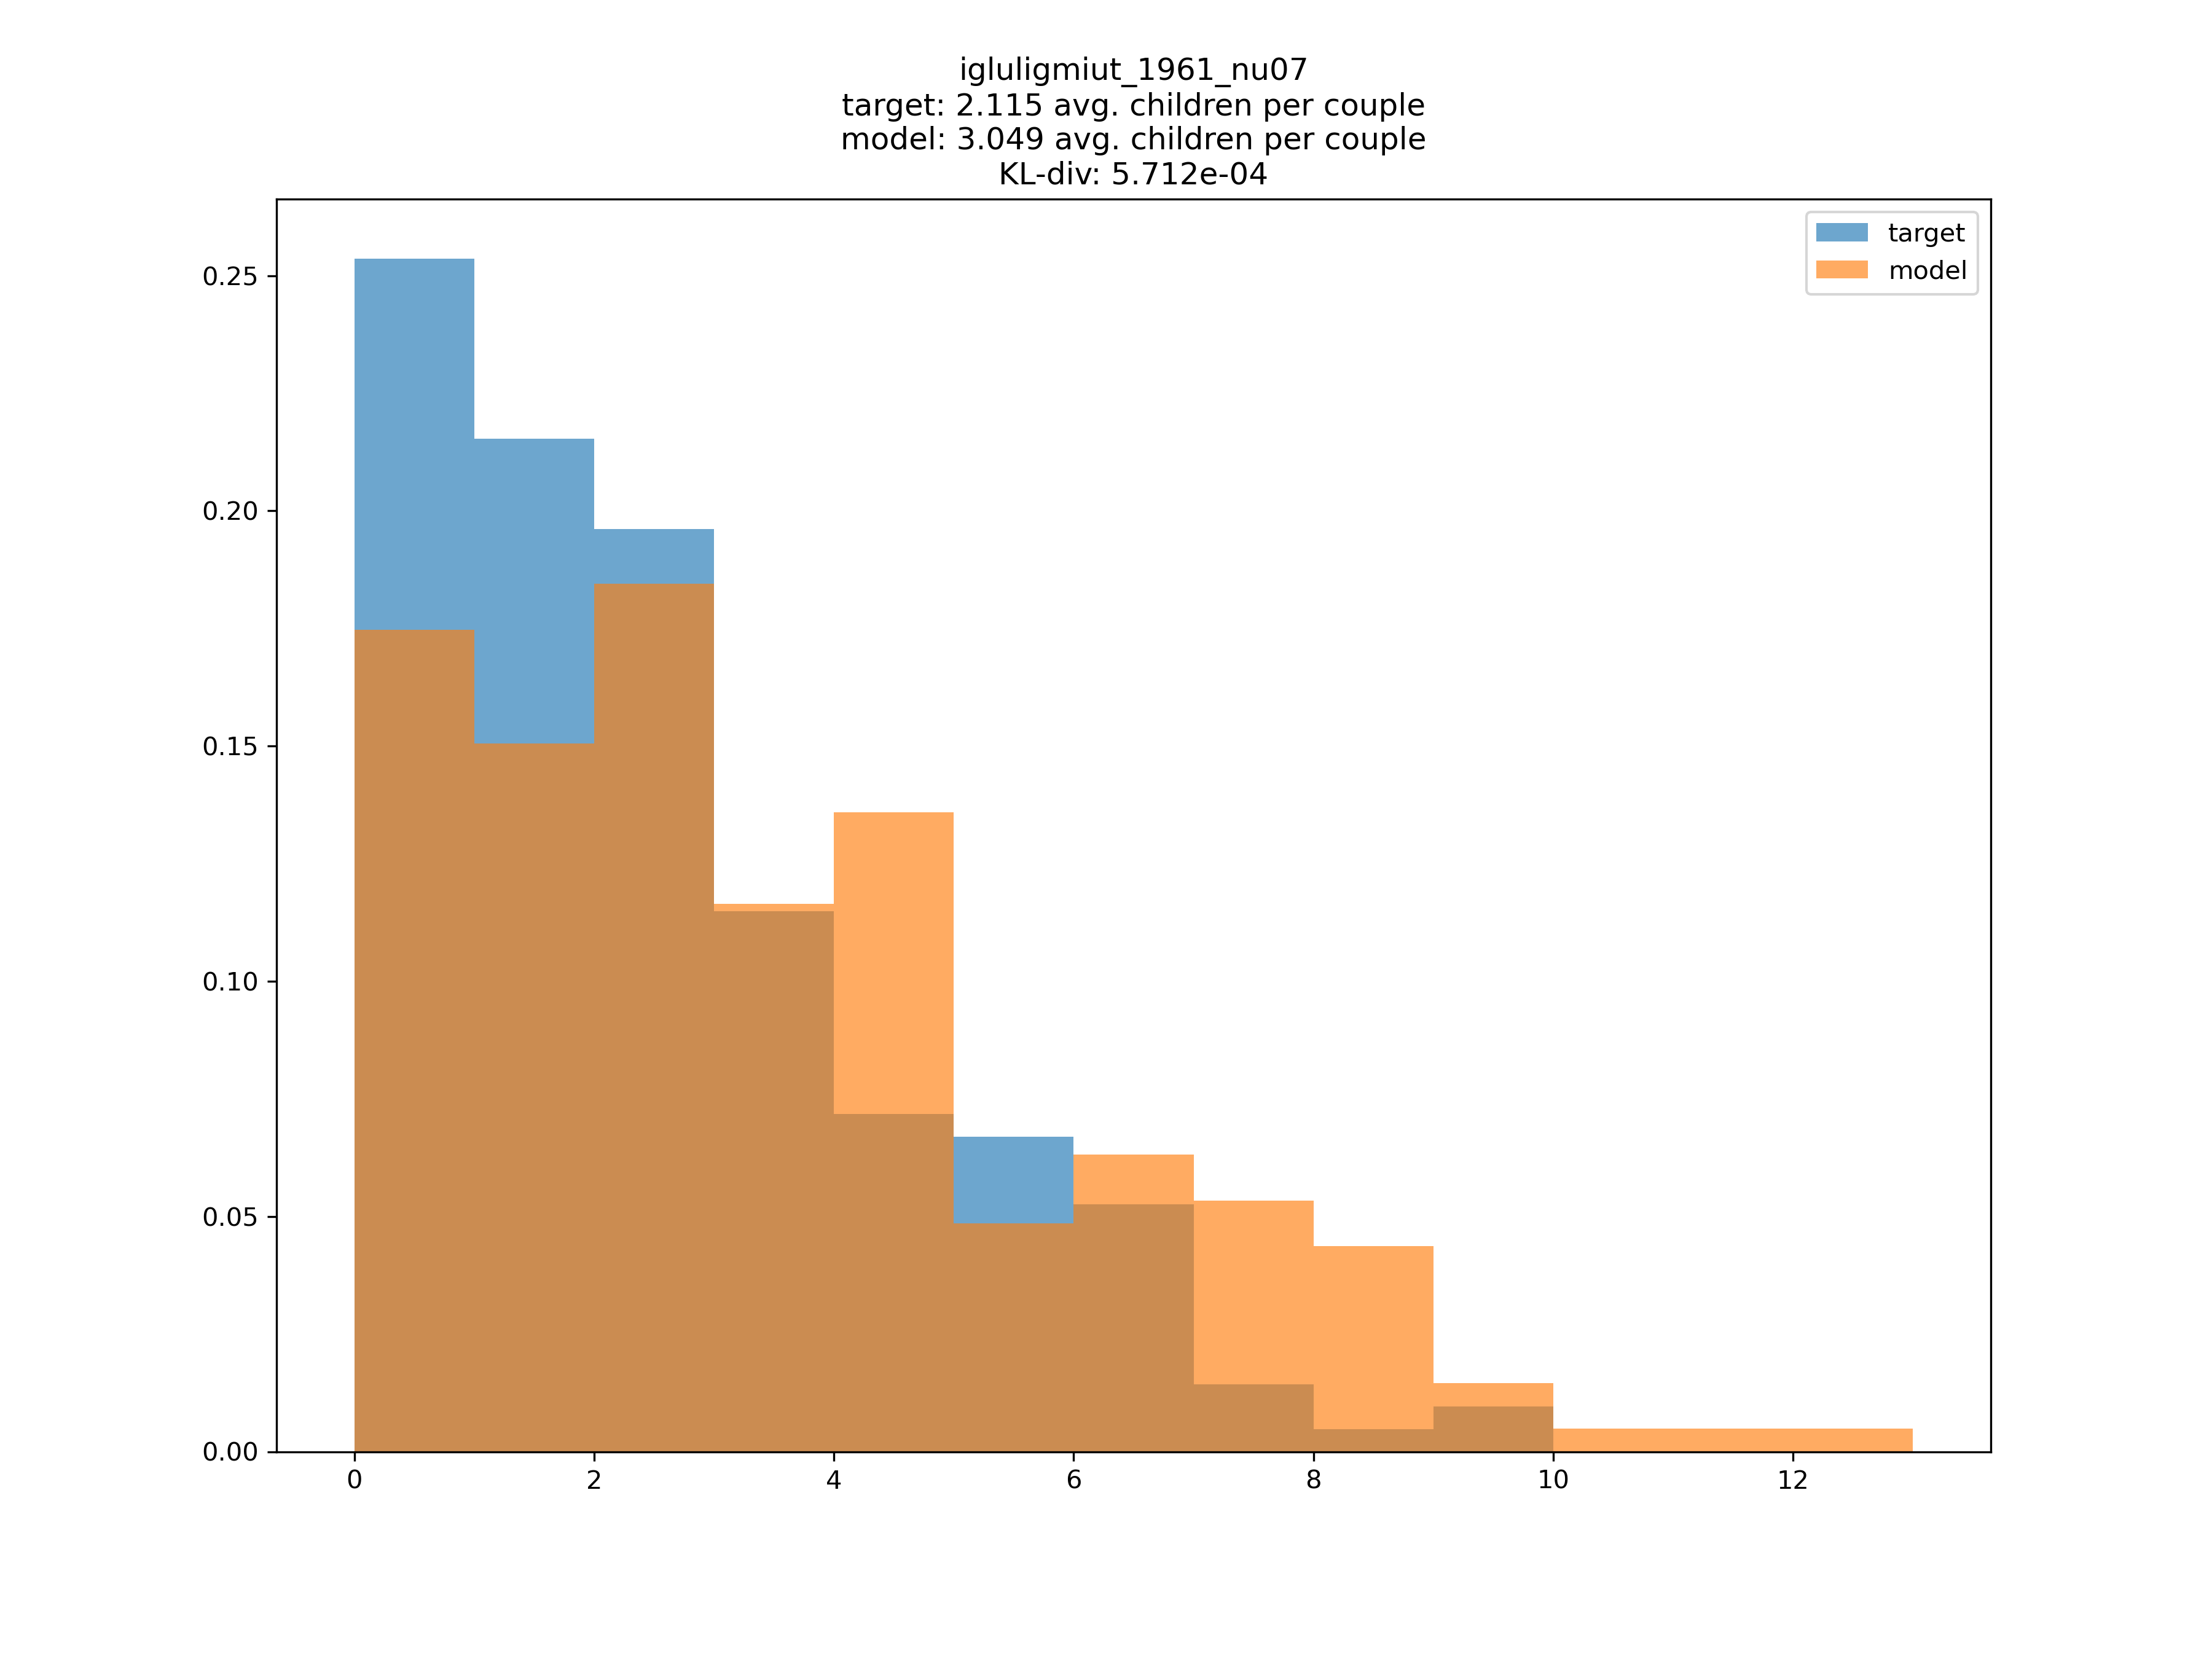 igluligmiut_1961_nu07
target: 2.115 avg. children per couple
model: 3.049 avg. children per couple
KL-div: 5.712e-04
target
model
0.25
0.20
0.15
0.10
0.05
0.00
0 2 4 6 8 10 12